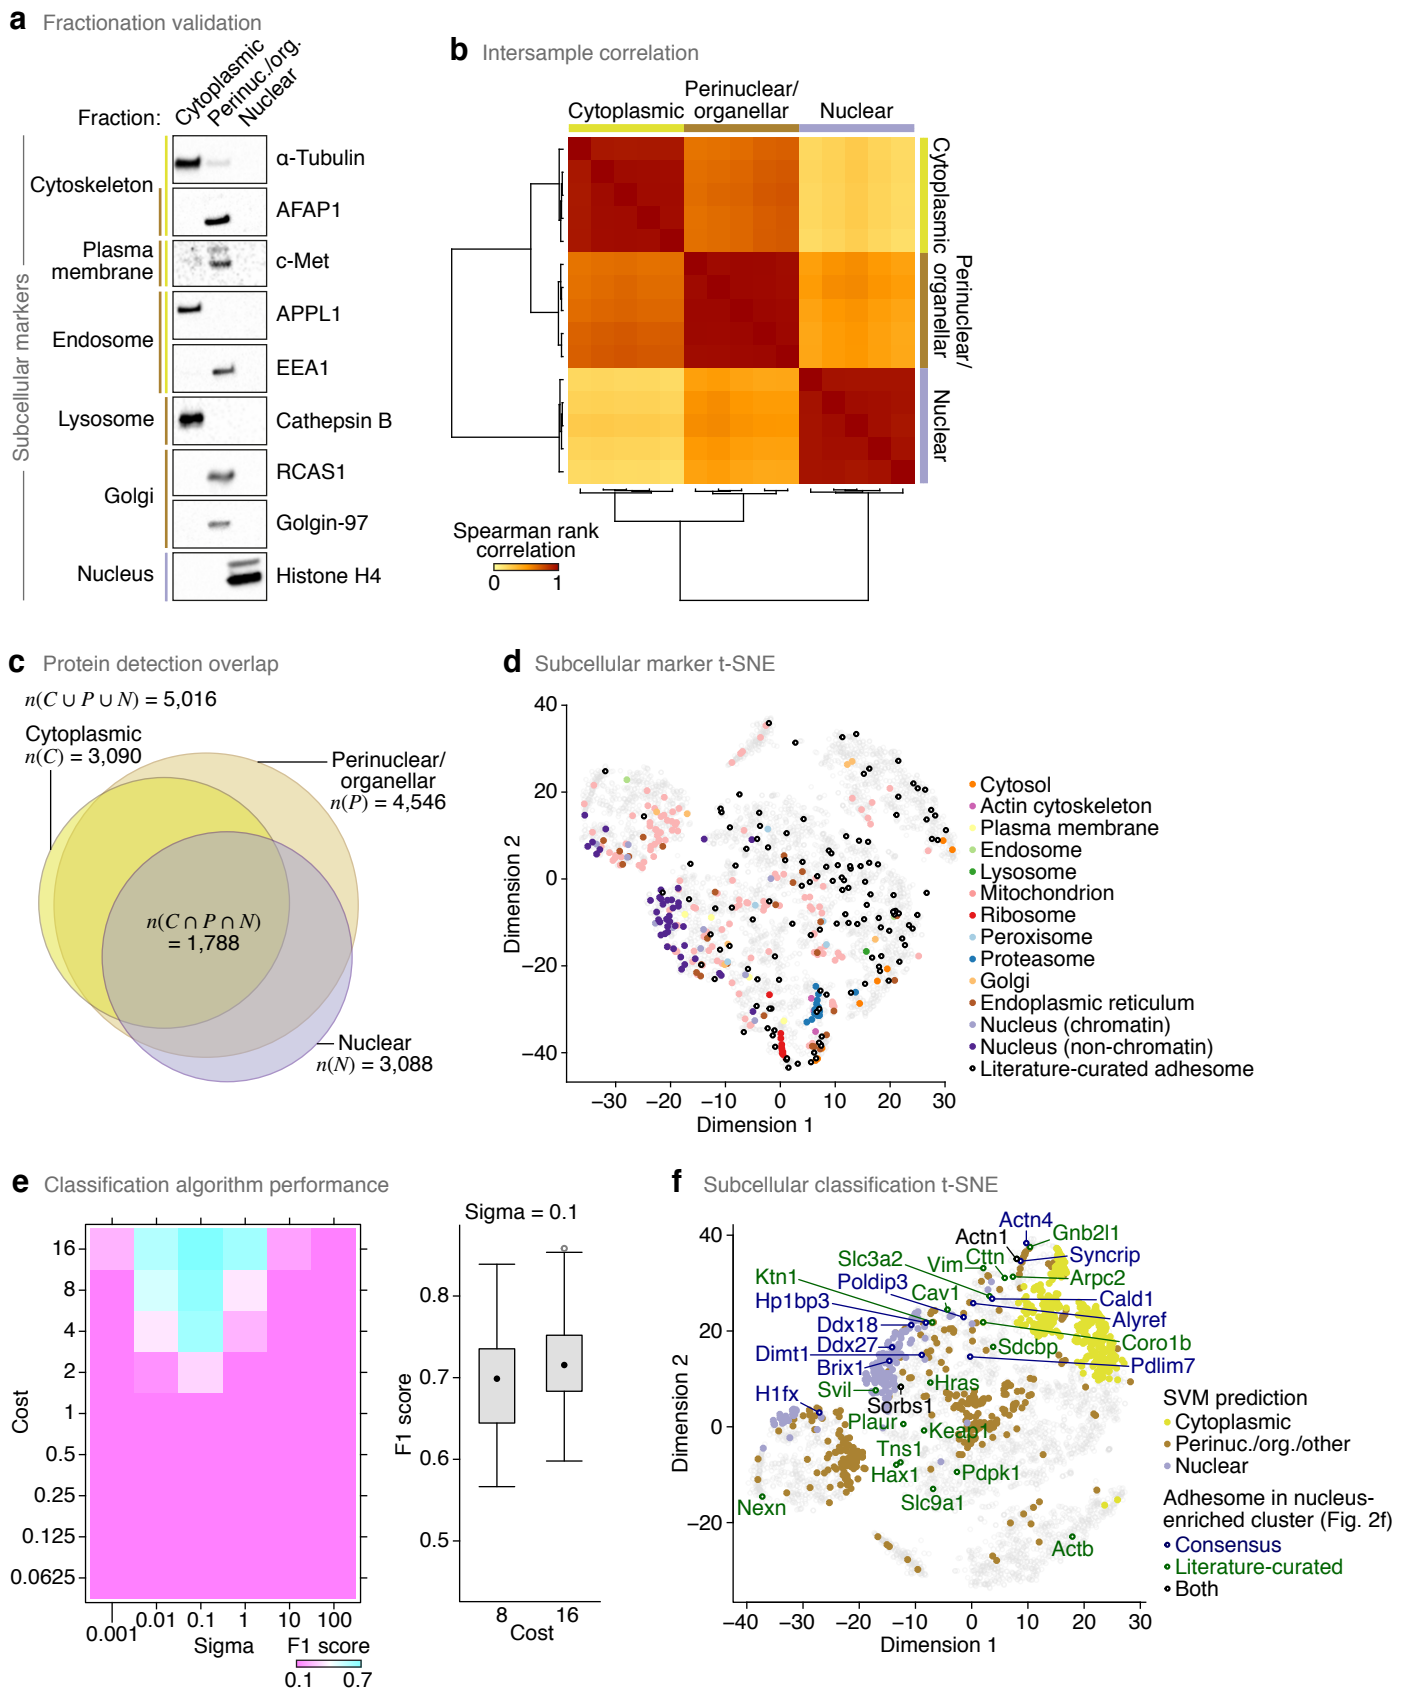 a Fractionation validation
Fraction:
Cytoplasmic
Perinuc./org.
Nuclear
Subcellular markers
Cytoskeleton
Plasma
membrane
Endosome
Lysosome
Golgi
Nucleus
α-Tubulin
AFAP1
c-Met
APPL1
EEA1
Cathepsin B
RCAS1
Golgin-97
Histone H4
b Intersample correlation
Cytoplasmic
Perinuclear/
organellar
Nuclear
Cytoplasmic
Perinuclear/
organellar
Nuclear
Spearman rank
correlation
0 1
c Protein detection overlap
n(C ∪ P ∪ N) = 5,016
Cytoplasmic
n(C) = 3,090
Perinuclear/
organellar
n(P) = 4,546
n(C ∩ P ∩ N)
= 1,788
Nuclear
n(N) = 3,088
d Subcellular marker t-SNE
40
20
0
−20
−40
Dimension 2
−30 −20 −10 0 10 20 30
Dimension 1
Cytosol
Actin cytoskeleton
Plasma membrane
Endosome
Lysosome
Mitochondrion
Ribosome
Peroxisome
Proteasome
Golgi
Endoplasmic reticulum
Nucleus (chromatin)
Nucleus (non-chromatin)
Literature-curated adhesome
e Classification algorithm performance
16
8
4
2
1
0.5
0.25
0.125
0.0625
Cost
0.001 0.01 0.1 1 10 100
Sigma
F1 score
0.1 0.7
Sigma = 0.1
0.8
0.7
0.6
0.5
F1 score
8 16
Cost
f Subcellular classification t-SNE
40
20
0
−20
Dimension 2
−40 −30 −20 −10 0 10 20 30
Dimension 1
Actn4
Actn1
Gnb2l1
Slc3a2
Vim
Cttn
Syncrip
Ktn1
Poldip3
Arpc2
Hp1bp3
Cav1
Cald1
Ddx18
Alyref
Ddx27
Coro1b
Dimt1
Sdcbp
Brix1
Pdlim7
H1fx
Svil
Hras
Sorbs1
Plaur
Keap1
Tns1
Hax1
Pdpk1
Nexn
Slc9a1
Actb
SVM prediction
Cytoplasmic
Perinuc./org./other
Nuclear
Adhesome in nucleus-
enriched cluster (Fig. 2f)
Consensus
Literature-curated
Both